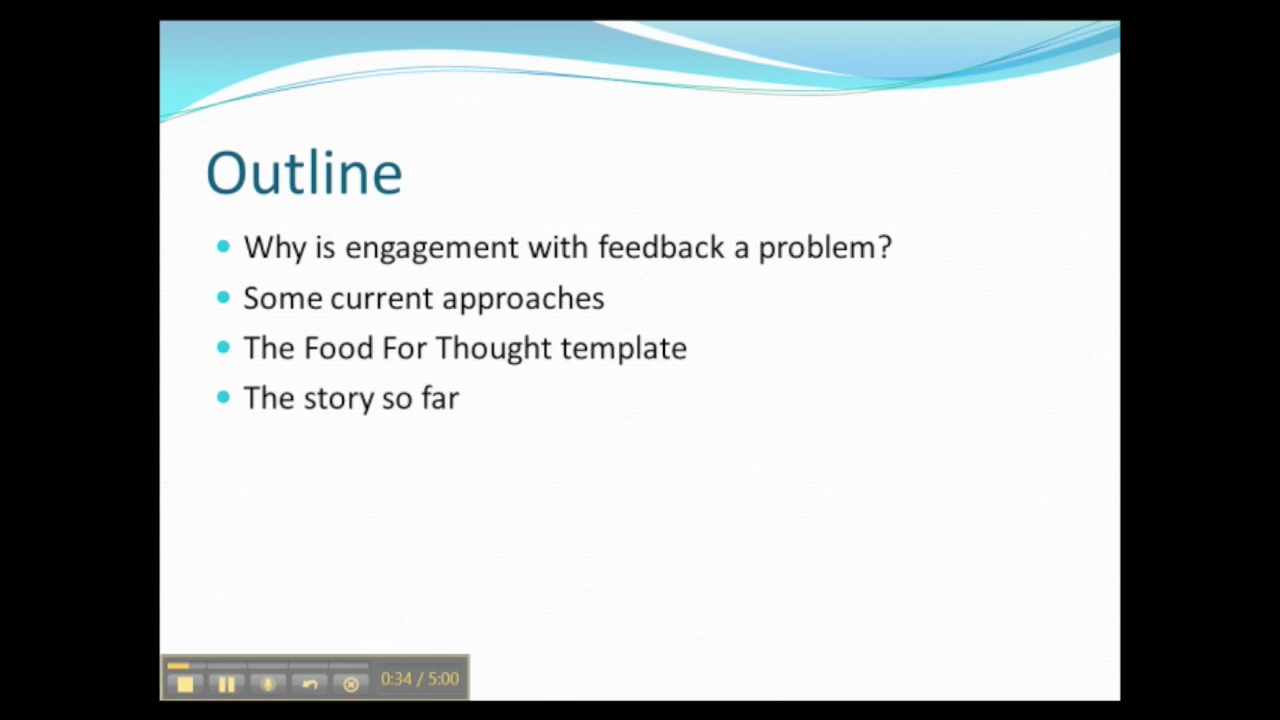 Outline
Why is engagement with feedback a problem?
Some current approaches
The Food For Thought template
The story so far
0:34 / 5:00